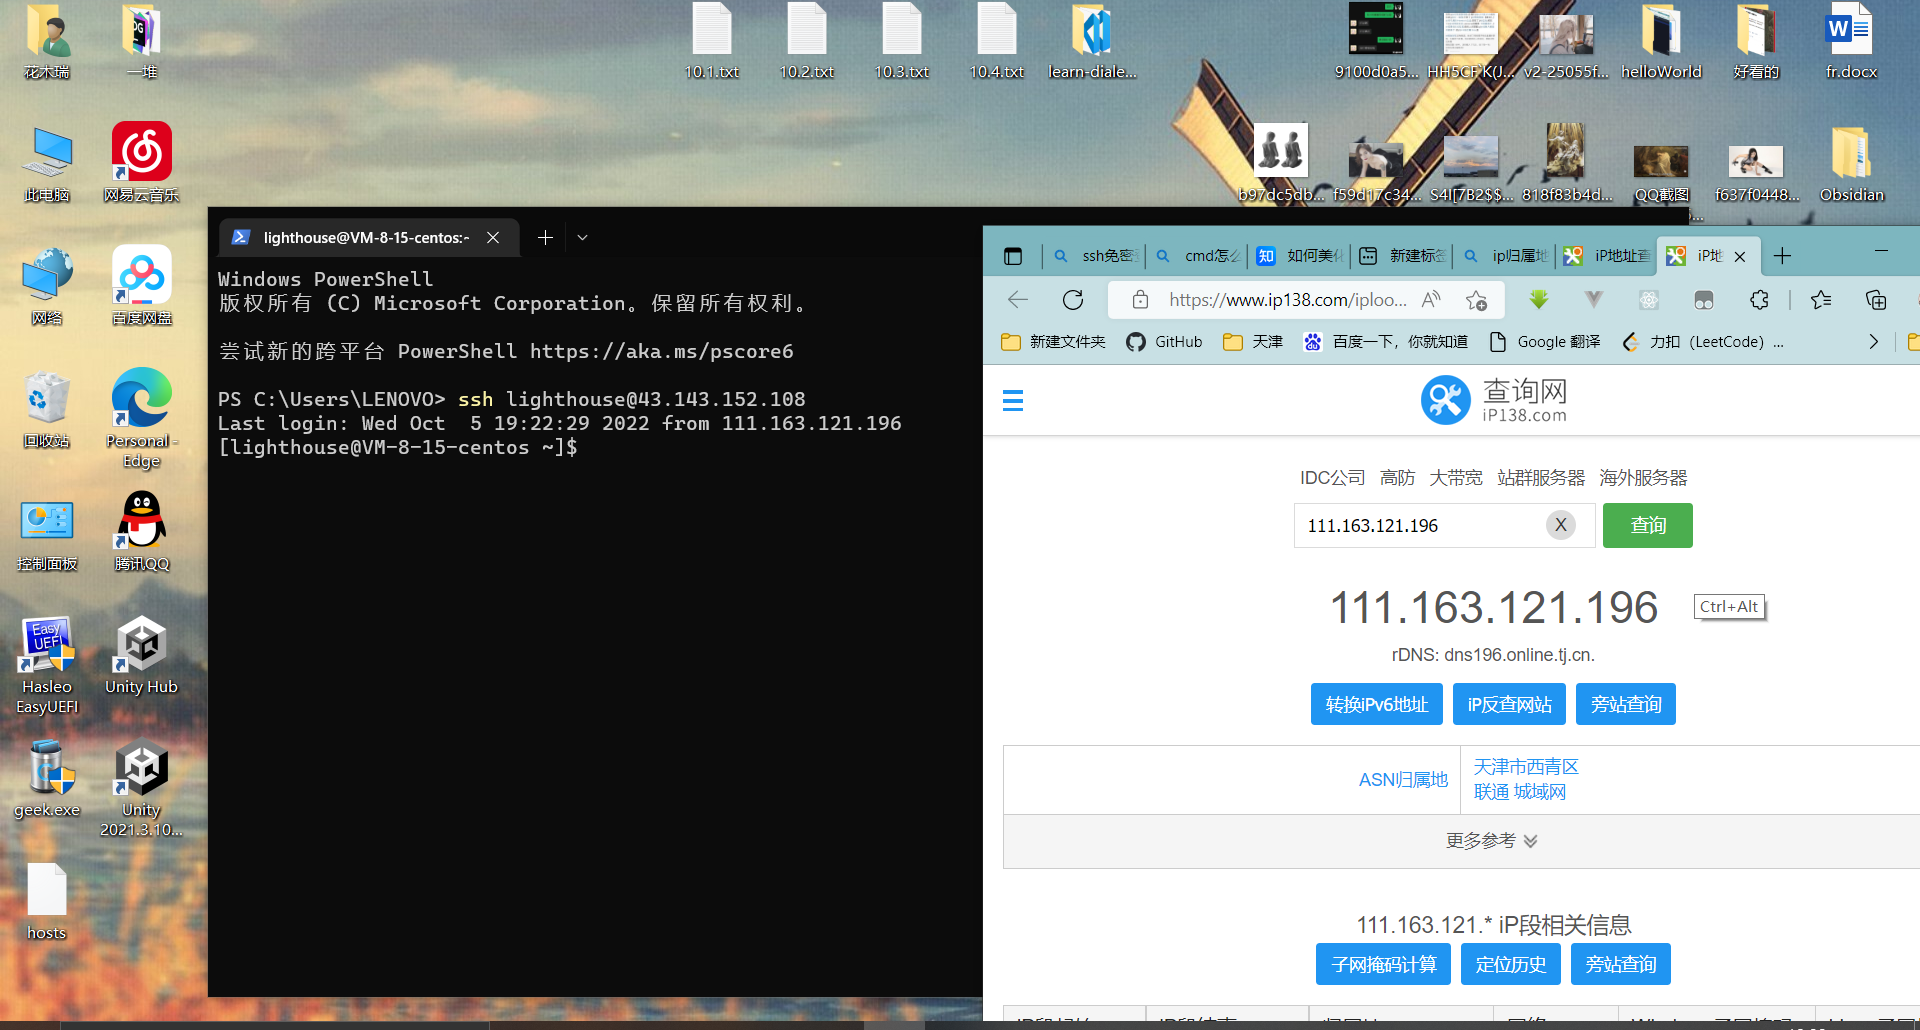 花木瑞
一堆
10.1.txt
10.2.txt
10.3.txt
10.4.txt
learn-diale...
9100d0a5...
HH5CF`K(J...
v2-25055f...
helloWorld
好看的
fr.docx
此电脑
网易云音乐
b97dc5db...
f59d17c34...
S4I[7B2$$...
818f83b4d...
QQ截图
f637f0448...
Obsidian
网络
百度网盘
回收站
Personal -
Edge
控制面板
腾讯QQ
Hasleo
EasyUEFI
Unity Hub
geek.exe
Unity
2021.3.10...
hosts
lighthouse@VM-8-15-centos:~
Windows PowerShell
版权所有 (C) Microsoft Corporation。保留所有权利。
尝试新的跨平台 PowerShell https://aka.ms/pscore6
PS C:\Users\LENOVO> ssh lighthouse@43.143.152.108
Last login: Wed Oct  5 19:22:29 2022 from 111.163.121.196
[lighthouse@VM-8-15-centos ~]$
ssh免密
cmd怎么
知 如何美化
新建标签
ip归属地
iP地址查
iP地
https://www.ip138.com/iploo...
新建文件夹
GitHub
天津
百度一下，你就知道
Google 翻译
力扣（LeetCode）...
查询网
iP138.com
IDC公司 高防 大带宽 站群服务器 海外服务器
111.163.121.196
X
查询
111.163.121.196
Ctrl+Alt
rDNS: dns196.online.tj.cn.
转换iPv6地址
iP反查网站
旁站查询
ASN归属地
天津市西青区
联通 城域网
更多参考
111.163.121.* iP段相关信息
子网掩码计算
定位历史
旁站查询